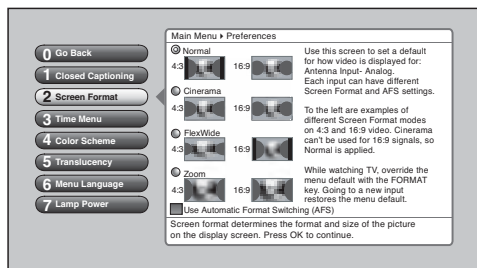 Main Menu ▸ Preferences
0 Go Back
1 Closed Captioning
2 Screen Format
3 Time Menu
4 Color Scheme
5 Translucency
6 Menu Language
7 Lamp Power
Normal
4:3 16:9
Cinerama
4:3 16:9
FlexWide
4:3 16:9
Zoom
4:3 16:9
Use Automatic Format Switching (AFS)
Use this screen to set a default
for how video is displayed for:
Antenna Input- Analog.
Each input can have different
Screen Format and AFS settings.
To the left are examples of
different Screen Format modes
on 4:3 and 16:9 video. Cinerama
can't be used for 16:9 signals, so
Normal is applied.
While watching TV, override the
menu default with the FORMAT
key. Going to a new input
restores the menu default.
Screen format determines the format and size of the picture
on the display screen. Press OK to continue.